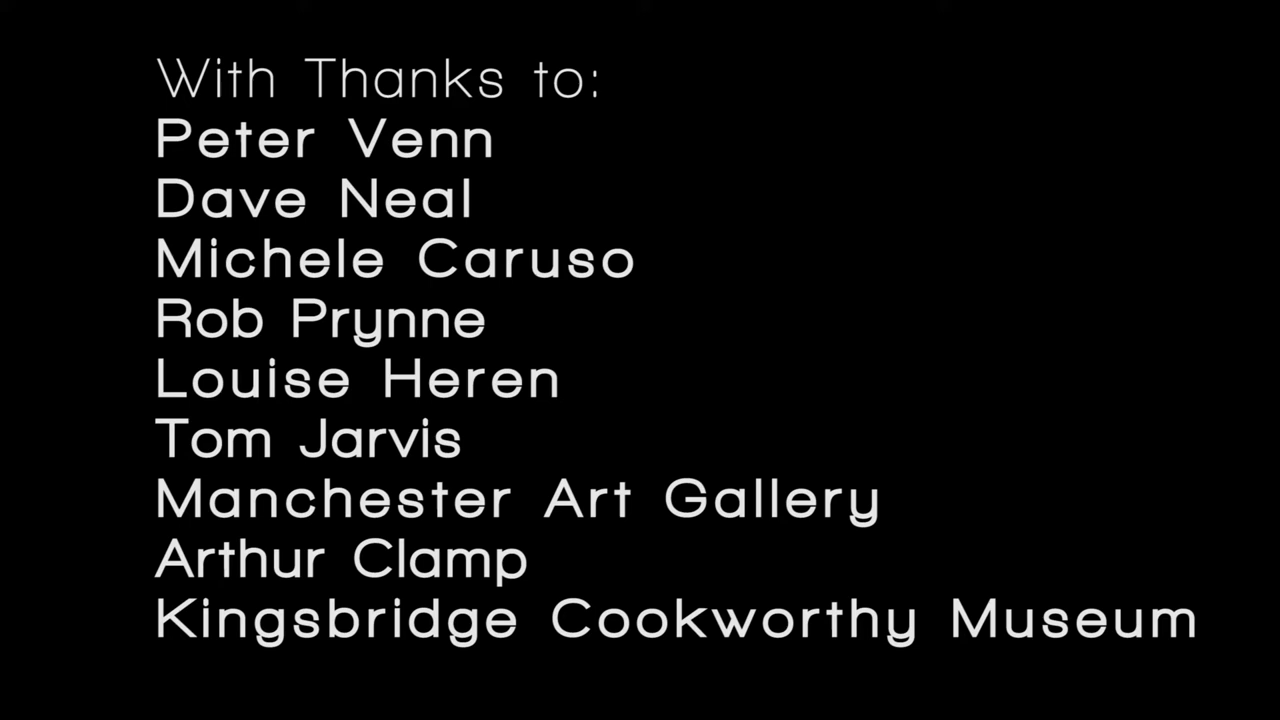 With Thanks to:
Peter Venn
Dave Neal
Michele Caruso
Rob Prynne
Louise Heren
Tom Jarvis
Manchester Art Gallery
Arthur Clamp
Kingsbridge Cookworthy Museum